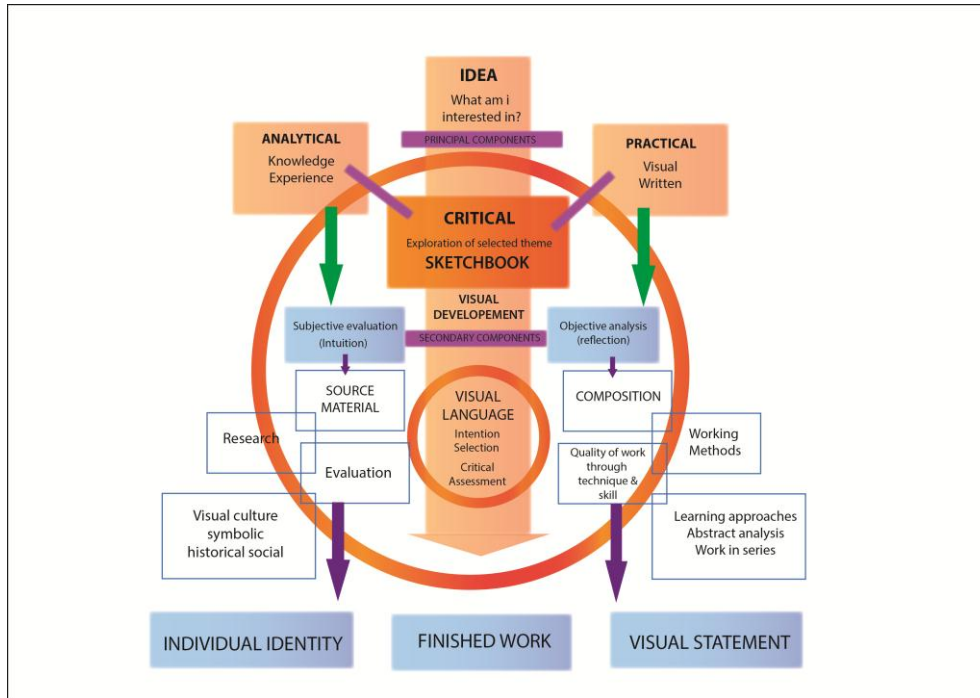 IDEA
What am i
interested in?
PRINCIPAL COMPONENTS
ANALYTICAL
Knowledge
Experience
PRACTICAL
Visual
Written
CRITICAL
Exploration of selected theme
SKETCHBOOK
VISUAL
DEVELOPEMENT
SECONDARY COMPONENTS
Subjective evaluation
(Intuition)
Objective analysis
(reflection)
SOURCE
MATERIAL
Research
Evaluation
Visual culture
symbolic
historical social
VISUAL
LANGUAGE
Intention
Selection
Critical
Assessment
COMPOSITION
Working
Methods
Quality of work
through
technique &
skill
Learning approaches
Abstract analysis
Work in series
INDIVIDUAL IDENTITY
FINISHED WORK
VISUAL STATEMENT